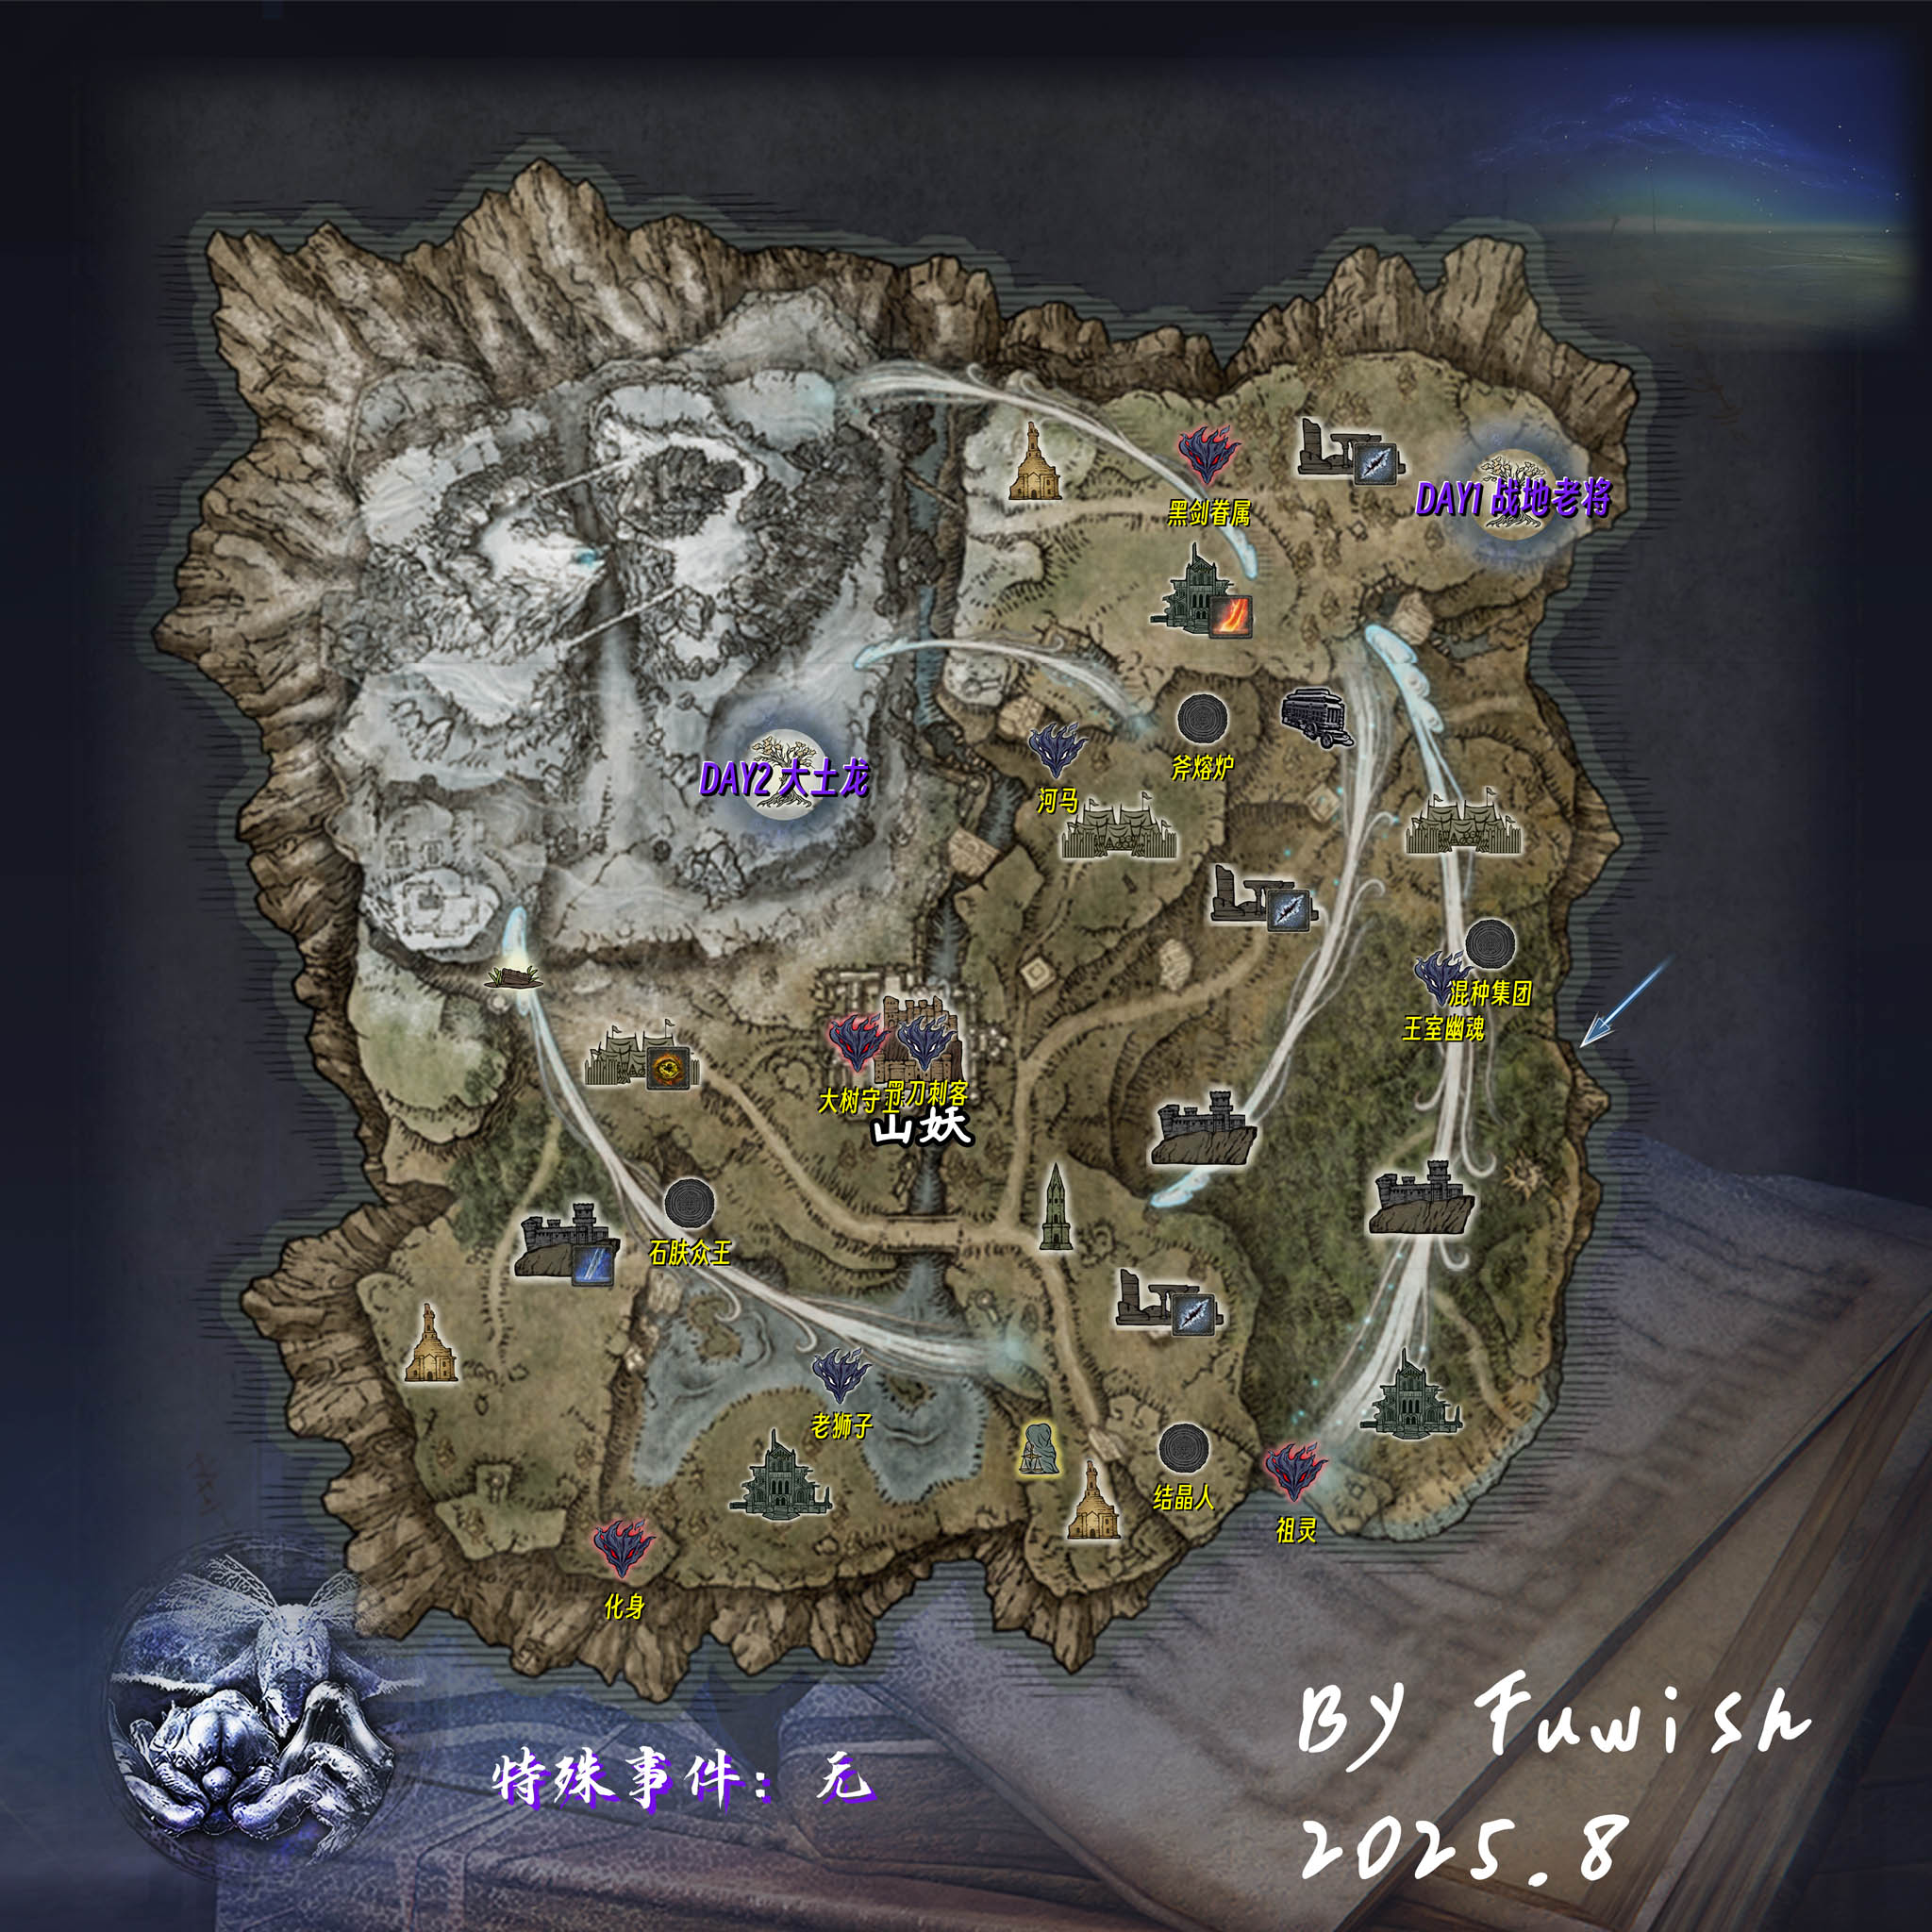 黑剑眷属
DAY1 战地老将
斧熔炉
DAY2 大土龙
河马
混种集团
王室幽魂
大树守卫
黑刀刺客
山妖
石肤众王
老狮子
结晶人
祖灵
化身
特殊事件：无
BY Fuwish
2025.8